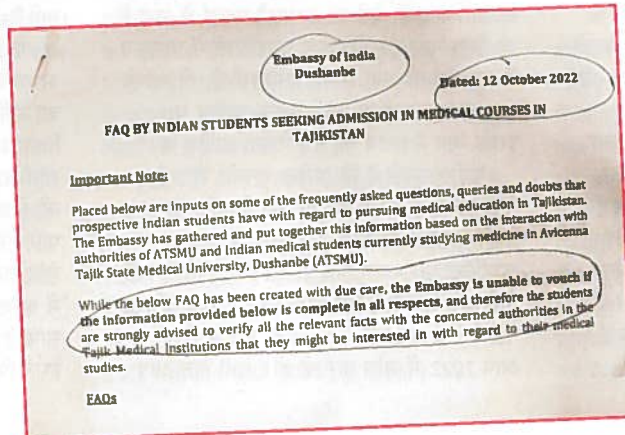 Embassy of India
Dushanbe
Dated: 12 October 2022
FAQ BY INDIAN STUDENTS SEEKING ADMISSION IN MEDICAL COURSES IN
TAJIKISTAN
Important Note:
Placed below are inputs on some of the frequently asked questions, queries and doubts that
prospective Indian students have with regard to pursuing medical education in Tajikistan.
The Embassy has gathered and put together this information based on the interaction with
authorities of ATSMU and Indian medical students currently studying medicine in Avicenna
Tajik State Medical University, Dushanbe (ATSMU).
While the below FAQ has been created with due care, the Embassy is unable to vouch if
the information provided below is complete in all respects, and therefore the students
are strongly advised to verify all the relevant facts with the concerned authorities in the
Tajik Medical Institutions that they might be interested in with regard to their medical
studies.
FAQs